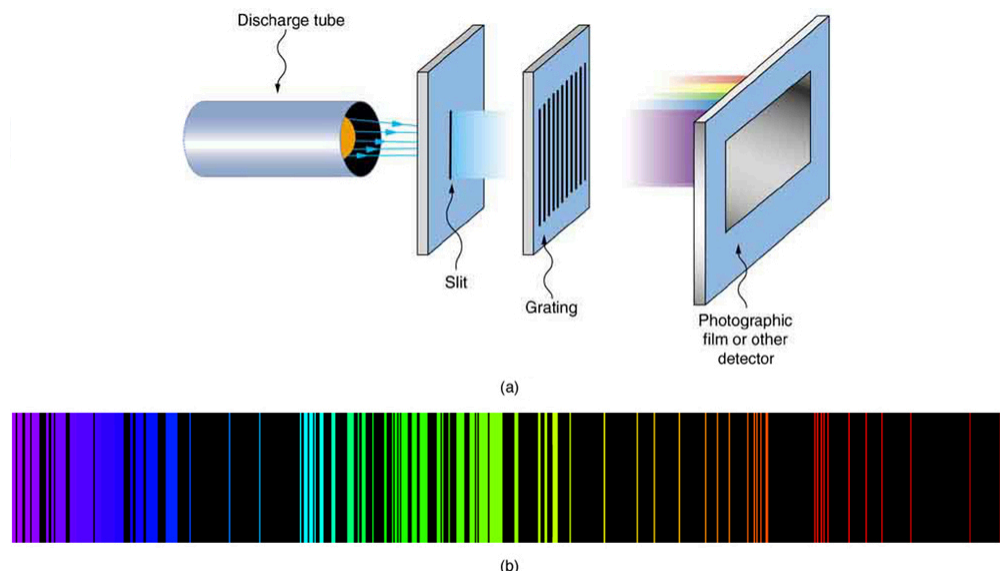 Discharge tube
Slit
Grating
Photographic
film or other
detector
(a)
(b)